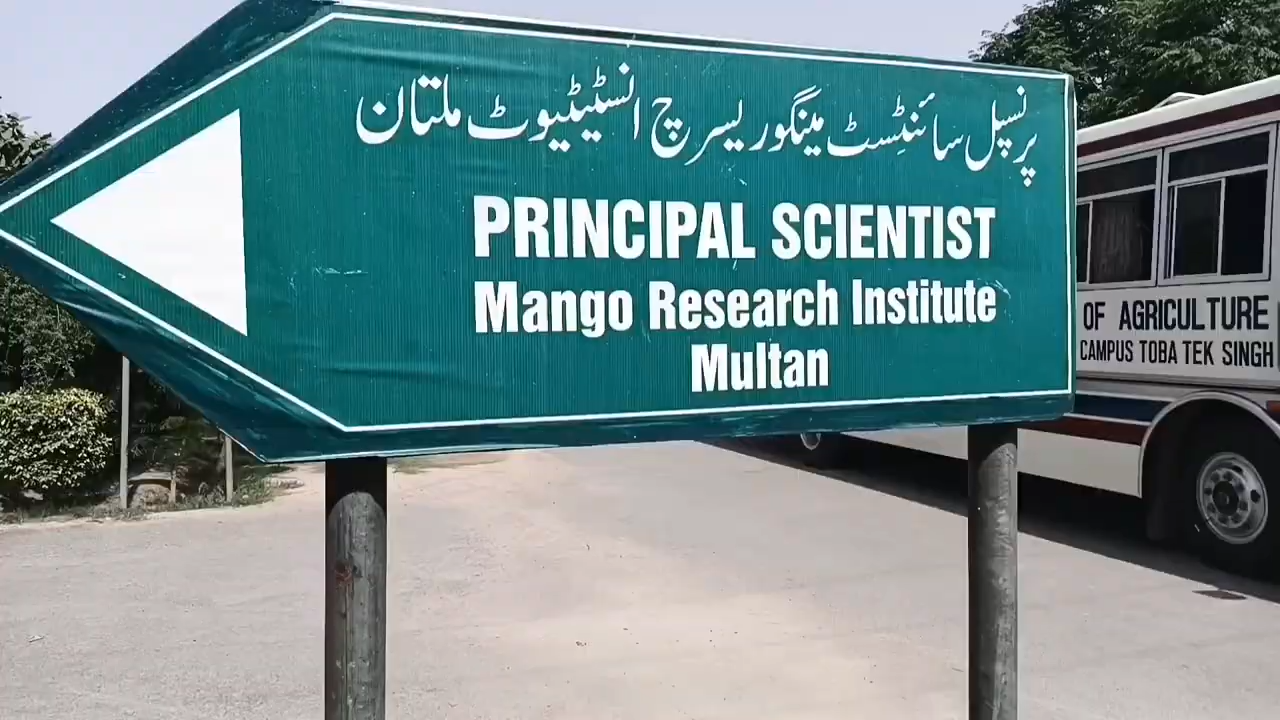 پرنسپل سائنٹسٹ مینگو ریسرچ انسٹیٹیوٹ ملتان
PRINCIPAL SCIENTIST
Mango Research Institute
Multan
OF AGRICULTURE
CAMPUS TOBA TEK SINGH